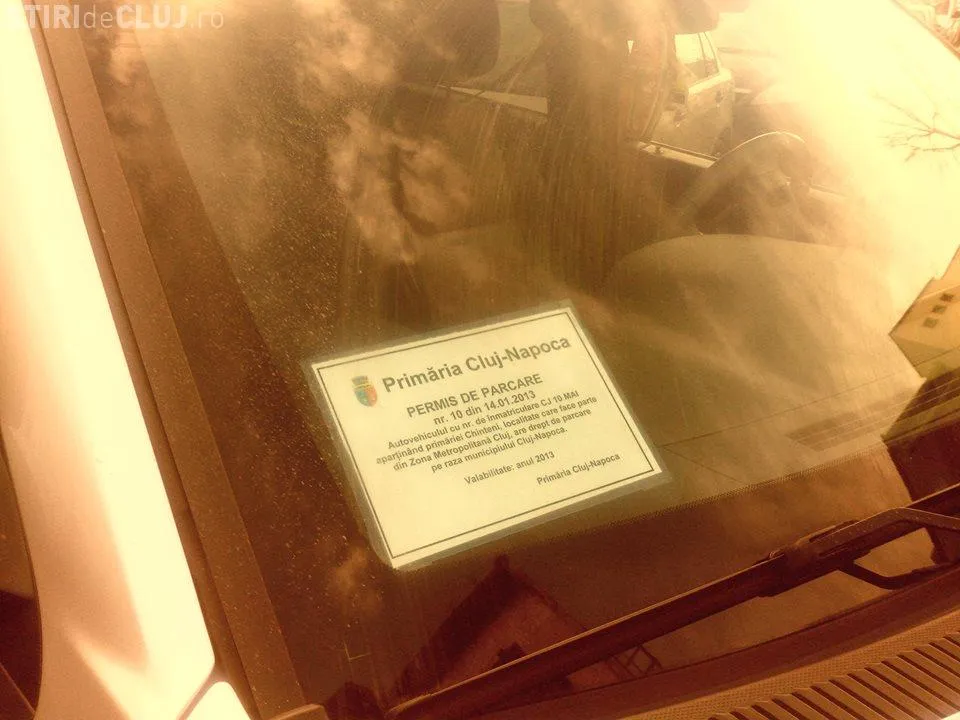 ŞTIRIdeCLUJ.ro
Primăria Cluj-Napoca
PERMIS DE PARCARE
nr. 10 din 14.01.2013
Autovehiculul cu nr. de înmatriculare CJ 10 MAI
aparţinând primăriei Chinteni, localitate care face parte
din Zona Metropolitană Cluj, are drept de parcare
pe raza municipiului Cluj-Napoca.
Valabilitate: anul 2013
Primăria Cluj-Napoca